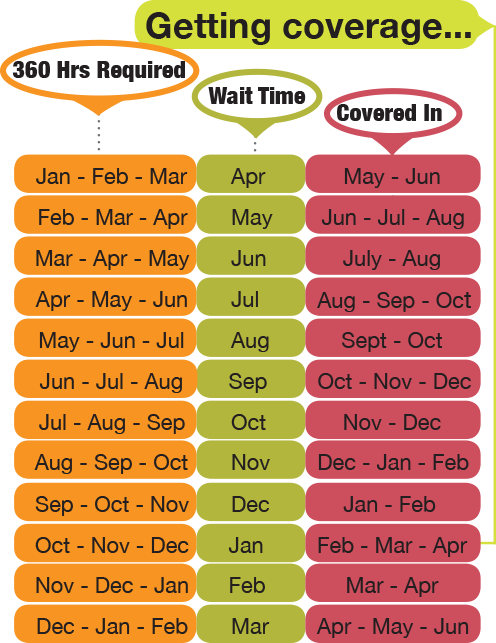 Getting coverage...
360 Hrs Required
Wait Time
Covered In
Jan - Feb - Mar Apr May - Jun
Feb - Mar - Apr May Jun - Jul - Aug
Mar - Apr - May Jun July - Aug
Apr - May - Jun Jul Aug - Sep - Oct
May - Jun - Jul Aug Sept - Oct
Jun - Jul - Aug Sep Oct - Nov - Dec
Jul - Aug - Sep Oct Nov - Dec
Aug - Sep - Oct Nov Dec - Jan - Feb
Sep - Oct - Nov Dec Jan - Feb
Oct - Nov - Dec Jan Feb - Mar - Apr
Nov - Dec - Jan Feb Mar - Apr
Dec - Jan - Feb Mar Apr - May - Jun